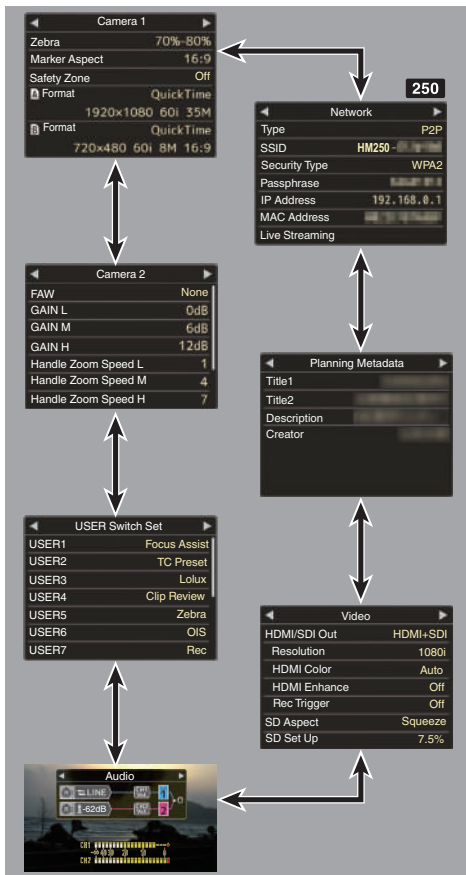 Camera 1
Zebra 70%-80%
Marker Aspect 16:9
Safety Zone Off
A Format QuickTime
1920×1080 60i 35M
B Format QuickTime
720×480 60i 8M 16:9
Camera 2
FAW None
GAIN L 0dB
GAIN M 6dB
GAIN H 12dB
Handle Zoom Speed L 1
Handle Zoom Speed M 4
Handle Zoom Speed H 7
USER Switch Set
USER1 Focus Assist
USER2 TC Preset
USER3 Lolux
USER4 Clip Review
USER5 Zebra
USER6 OIS
USER7 Rec
Audio
LINE 1
-62dB 2
CH1
-40 30 20 10 0
CH2
250
Network
Type P2P
SSID HM250-
Security Type WPA2
Passphrase
IP Address 192.168.0.1
MAC Address
Live Streaming
Planning Metadata
Title1
Title2
Description
Creator
Video
HDMI/SDI Out HDMI+SDI
Resolution 1080i
HDMI Color Auto
HDMI Enhance Off
Rec Trigger Off
SD Aspect Squeeze
SD Set Up 7.5%